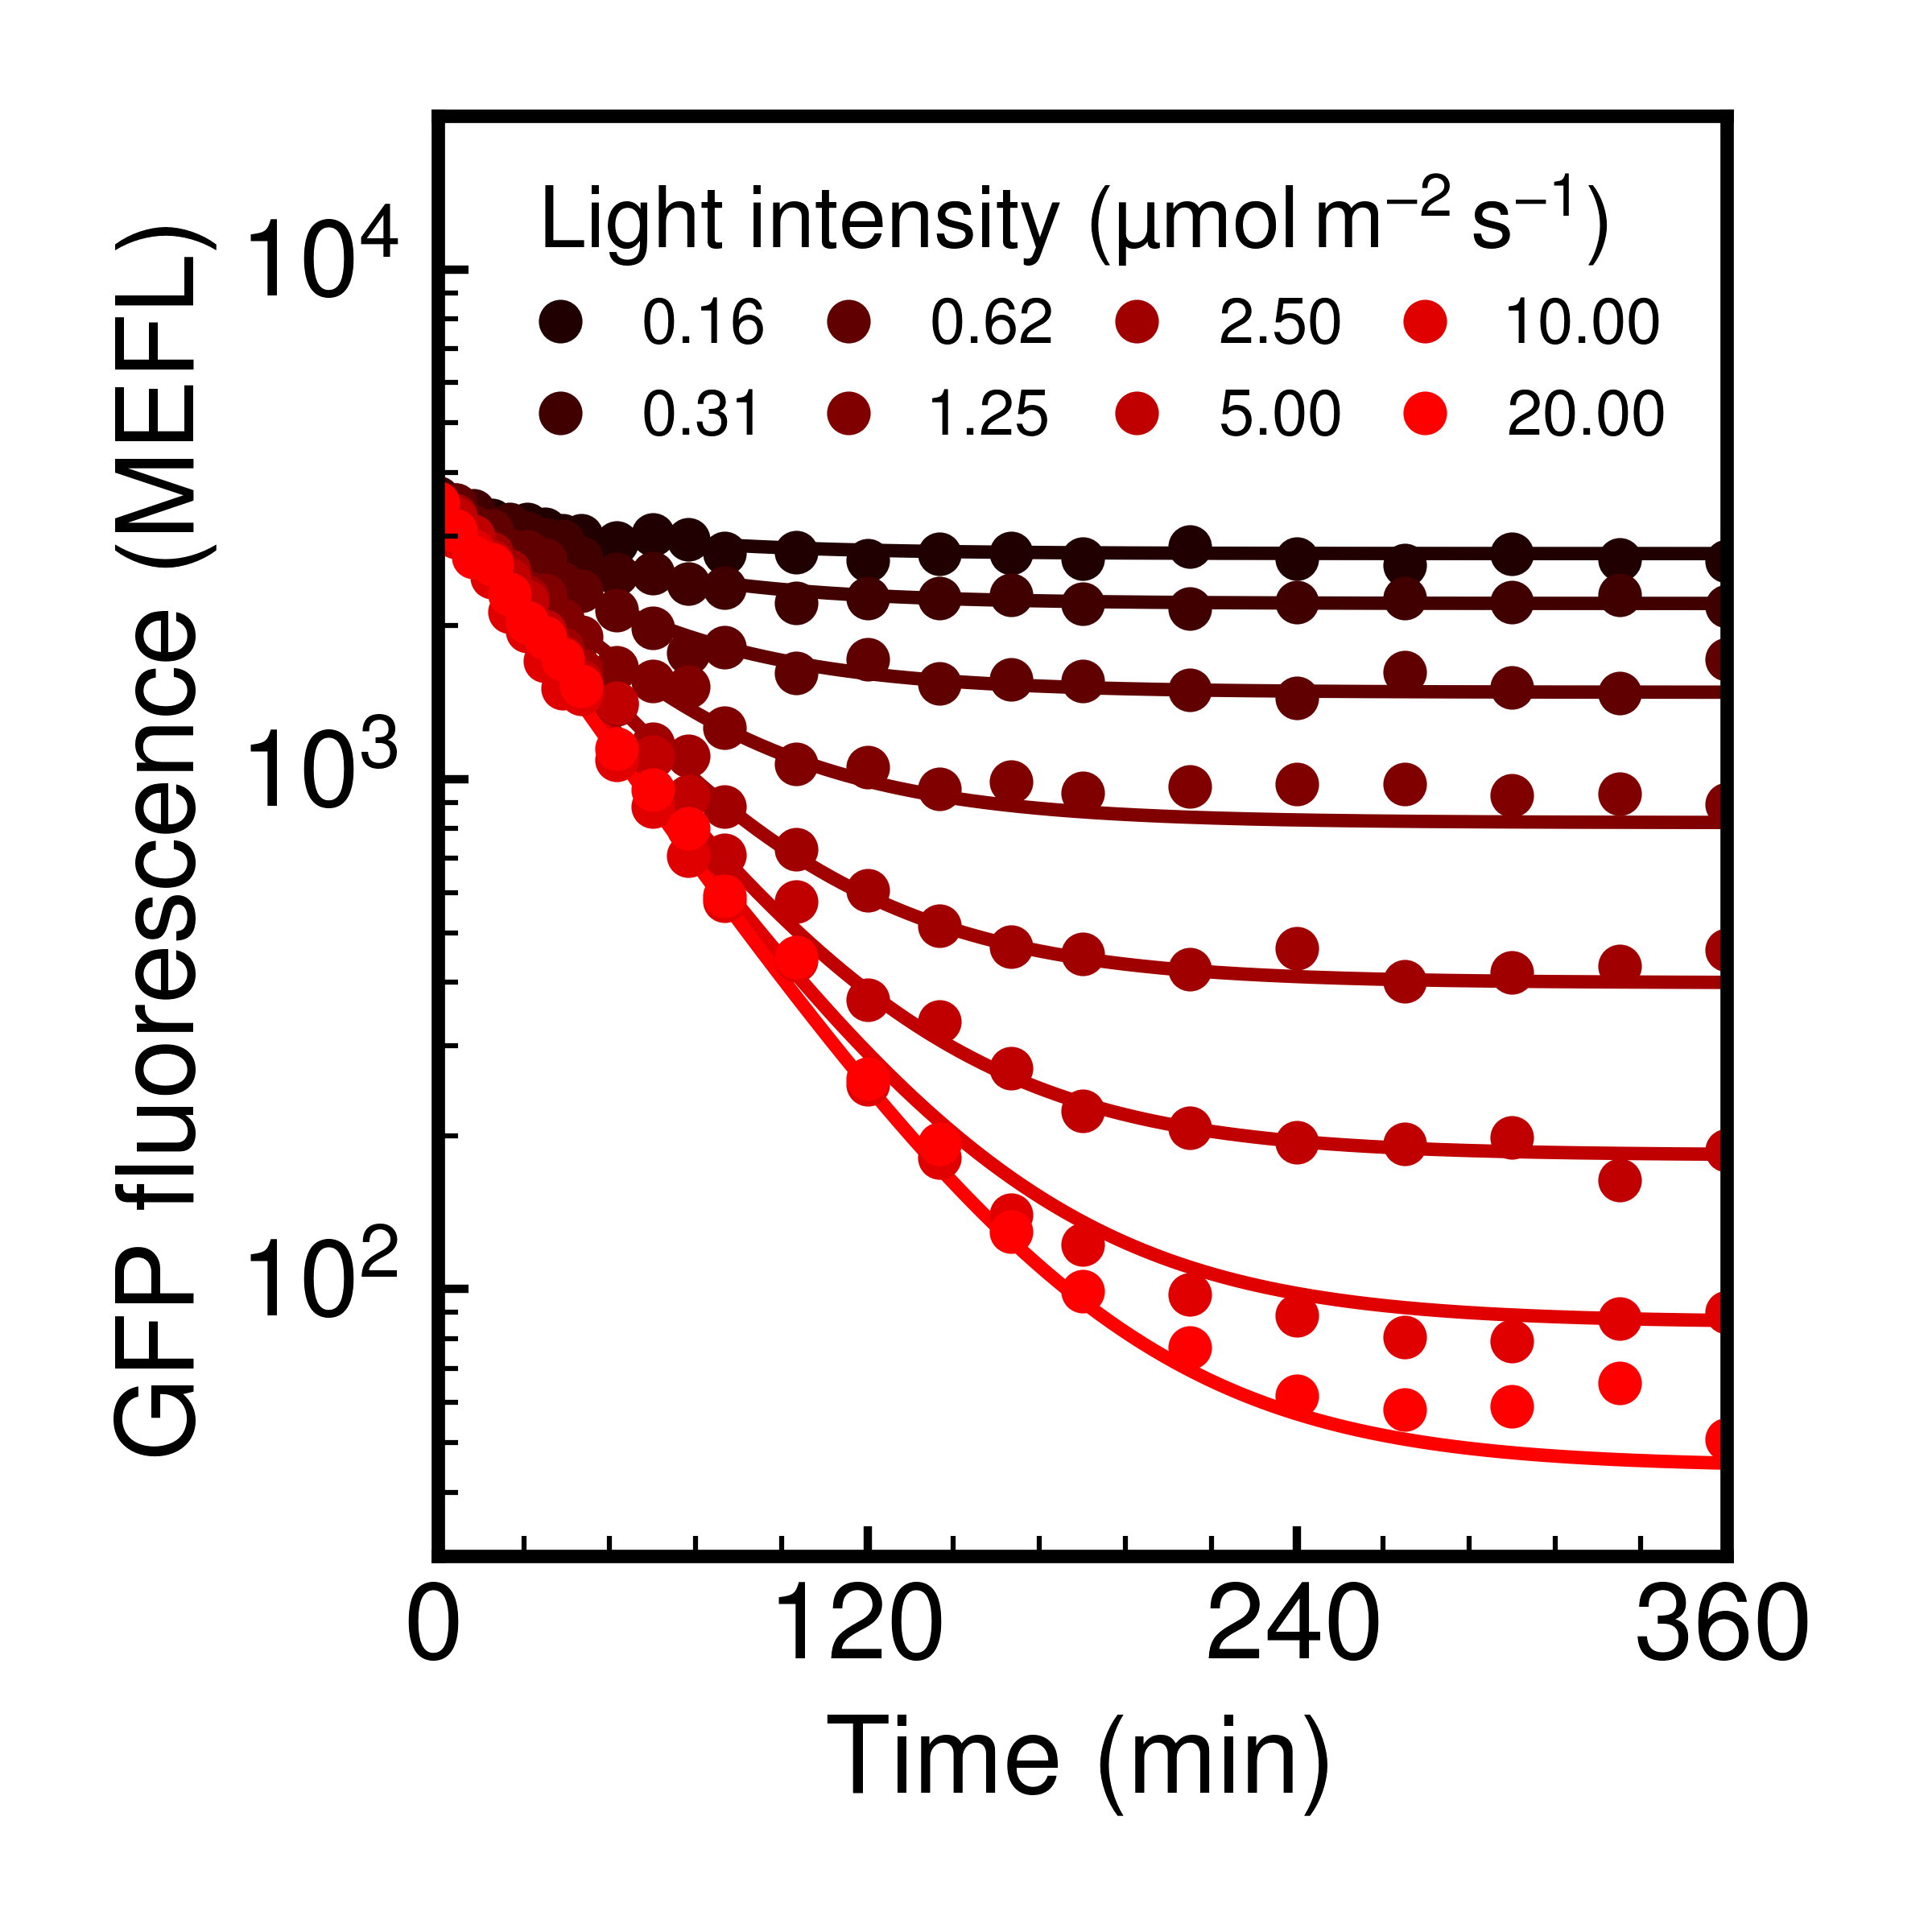 Light intensity (µmol m⁻² s⁻¹)
0.16 0.62 2.50 10.00
0.31 1.25 5.00 20.00
GFP fluorescence (MEFL)
10⁴
10³
10²
0 120 240 360
Time (min)